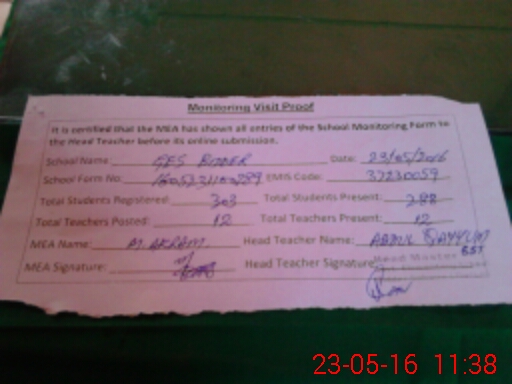 Monitoring Visit Proof
It is certified that the MEA has shown all entries of the School Monitoring Form to
the Head Teacher before its online submission.
School Name GES Date: 23/05/2016
School Form No: EMIS Code: 37230059
Total Students Registered: 303 Total Students Present: 288
Total Teachers Posted: 12 Total Teachers Present: 12
MEA Name: M. AKRAM Head Teacher Name: ABDUL QAYYUM
SST
MEA Signature: Head Teacher Signature:
Head Master
23-05-16 11:38